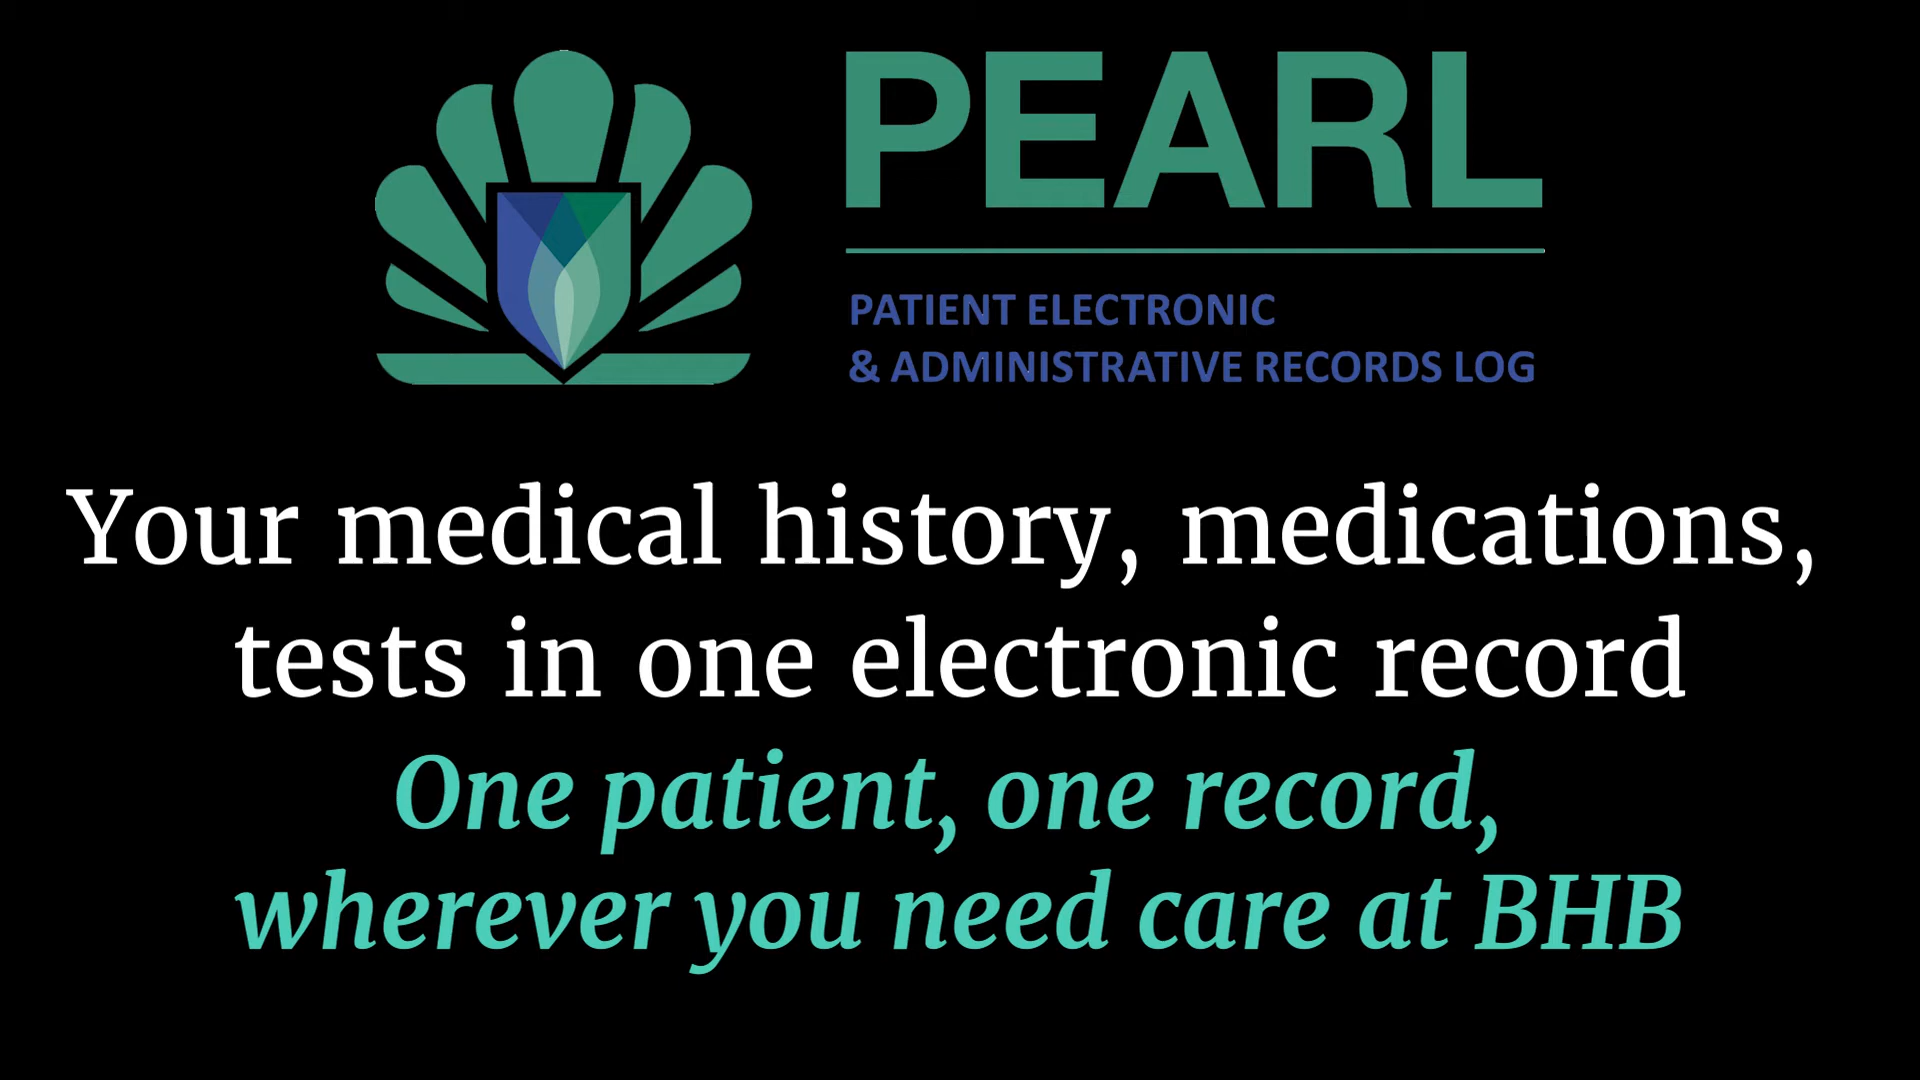 PEARL
PATIENT ELECTRONIC
& ADMINISTRATIVE RECORDS LOG
Your medical history, medications,
tests in one electronic record
One patient, one record,
wherever you need care at BHB